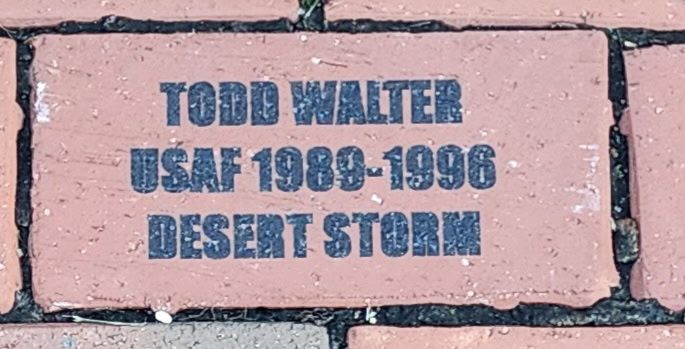 TODD WALTER
USAF 1989-1996
DESERT STORM